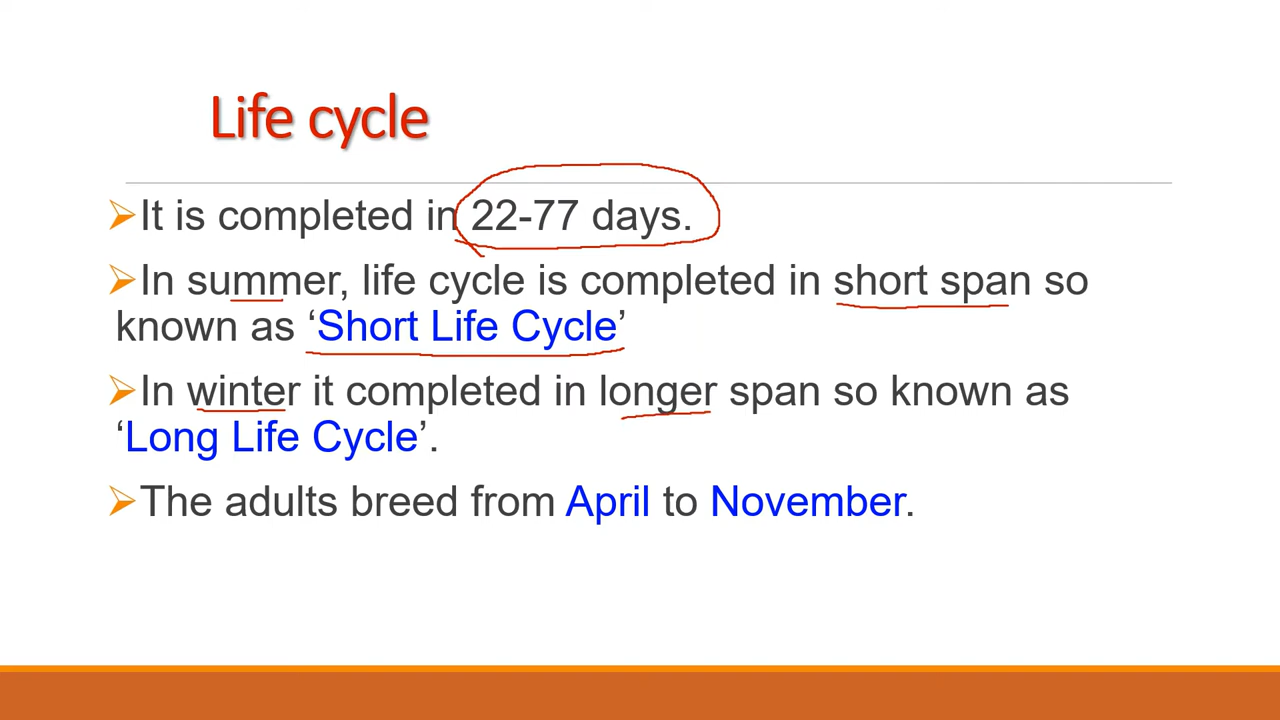 Life cycle
It is completed in 22-77 days.
In summer, life cycle is completed in short span so
known as ‘Short Life Cycle’
In winter it completed in longer span so known as
‘Long Life Cycle’.
The adults breed from April to November.